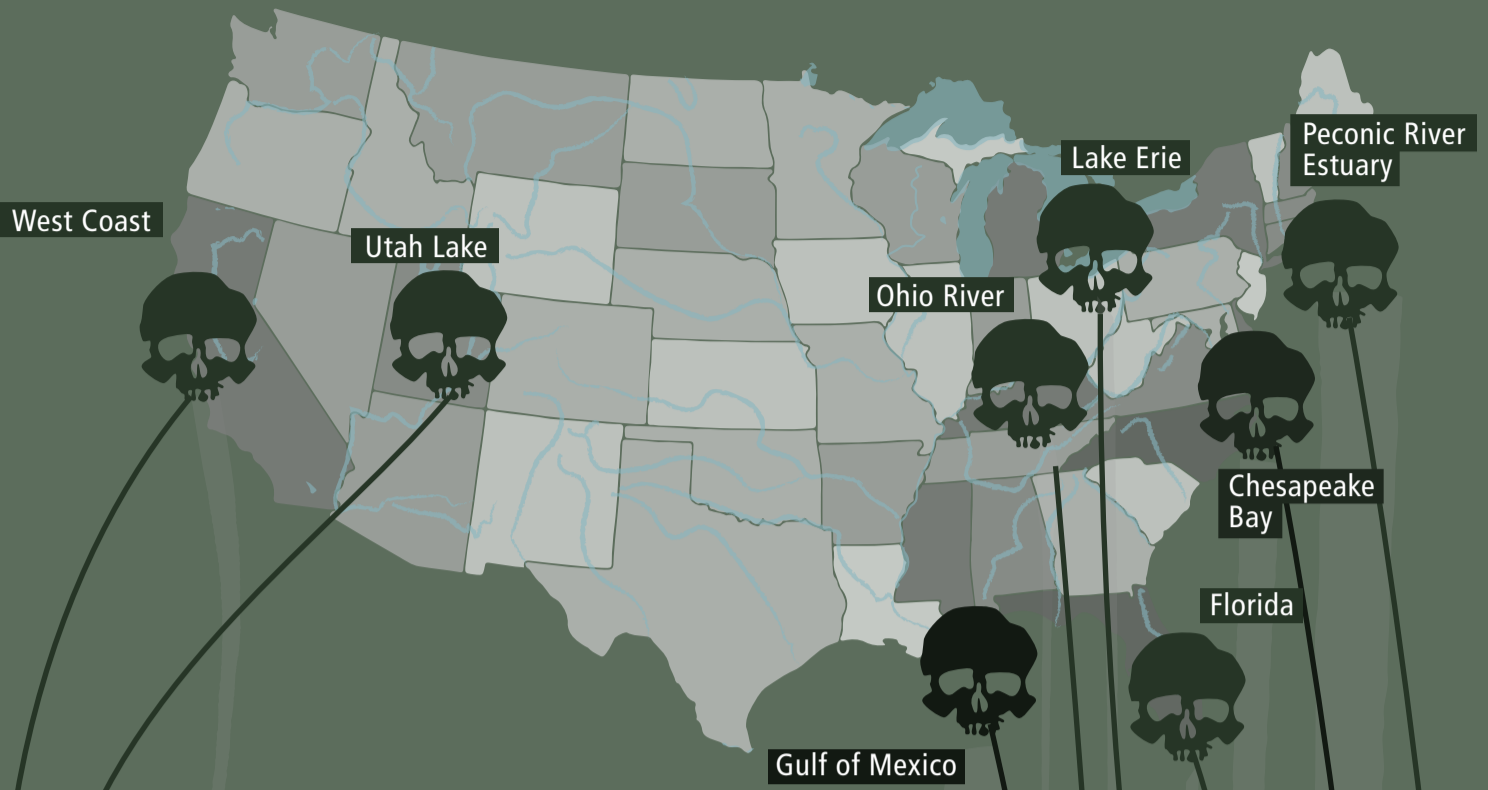 Peconic River
Estuary
Lake Erie
West Coast
Utah Lake
Ohio River
Chesapeake
Bay
Florida
Gulf of Mexico